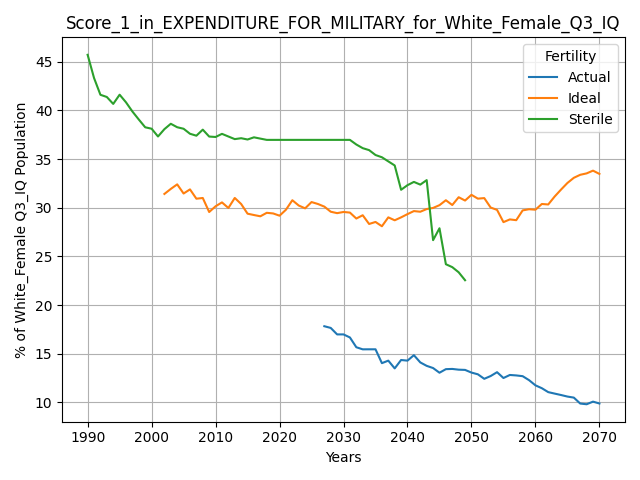 Score_1_in_EXPENDITURE_FOR_MILITARY_for_White_Female_Q3_IQ
Fertility
Actual
Ideal
Sterile
% of White_Female Q3_IQ Population
45
40
35
30
25
20
15
10
1990 2000 2010 2020 2030 2040 2050 2060 2070
Years